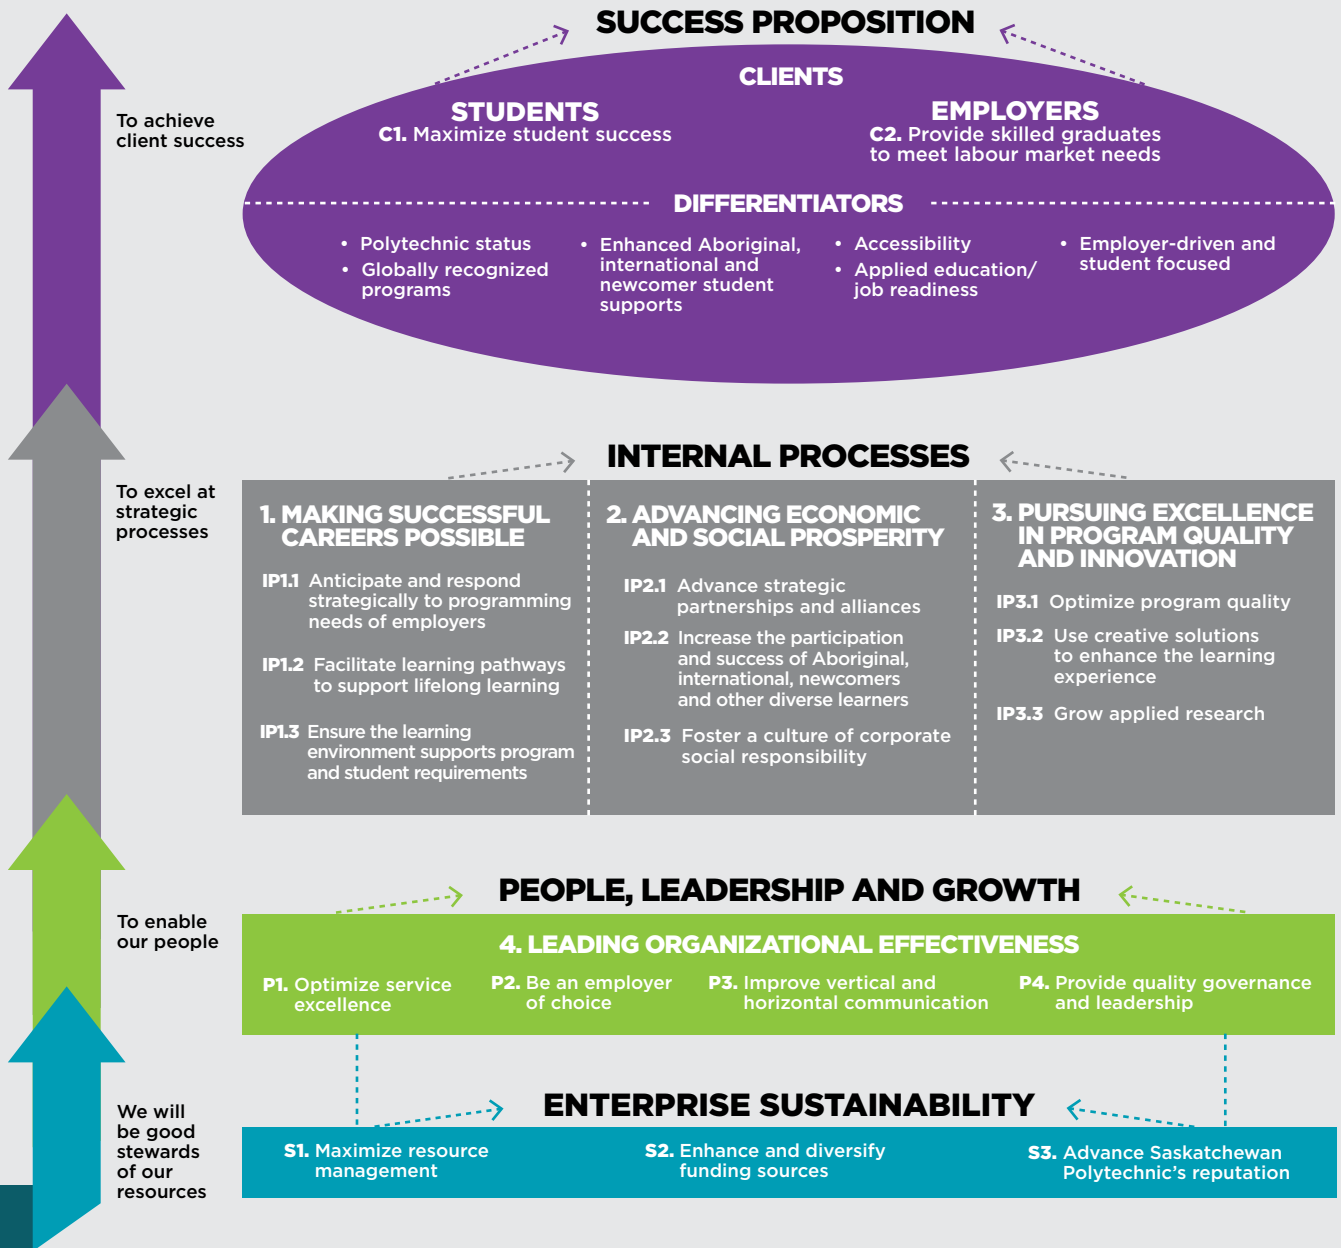 SUCCESS PROPOSITION
CLIENTS
STUDENTS
C1. Maximize student success
EMPLOYERS
C2. Provide skilled graduates
to meet labour market needs
To achieve
client success
DIFFERENTIATORS
• Polytechnic status
• Globally recognized
programs
• Enhanced Aboriginal,
international and
newcomer student
supports
• Accessibility
• Applied education/
job readiness
• Employer-driven and
student focused
INTERNAL PROCESSES
To excel at
strategic
processes
1. MAKING SUCCESSFUL
CAREERS POSSIBLE
IP1.1 Anticipate and respond
strategically to programming
needs of employers
IP1.2 Facilitate learning pathways
to support lifelong learning
IP1.3 Ensure the learning
environment supports program
and student requirements
2. ADVANCING ECONOMIC
AND SOCIAL PROSPERITY
IP2.1 Advance strategic
partnerships and alliances
IP2.2 Increase the participation
and success of Aboriginal,
international, newcomers
and other diverse learners
IP2.3 Foster a culture of corporate
social responsibility
3. PURSUING EXCELLENCE
IN PROGRAM QUALITY
AND INNOVATION
IP3.1 Optimize program quality
IP3.2 Use creative solutions
to enhance the learning
experience
IP3.3 Grow applied research
PEOPLE, LEADERSHIP AND GROWTH
To enable
our people
4. LEADING ORGANIZATIONAL EFFECTIVENESS
P1. Optimize service
excellence
P2. Be an employer
of choice
P3. Improve vertical and
horizontal communication
P4. Provide quality governance
and leadership
ENTERPRISE SUSTAINABILITY
We will
be good
stewards
of our
resources
S1. Maximize resource
management
S2. Enhance and diversify
funding sources
S3. Advance Saskatchewan
Polytechnic's reputation